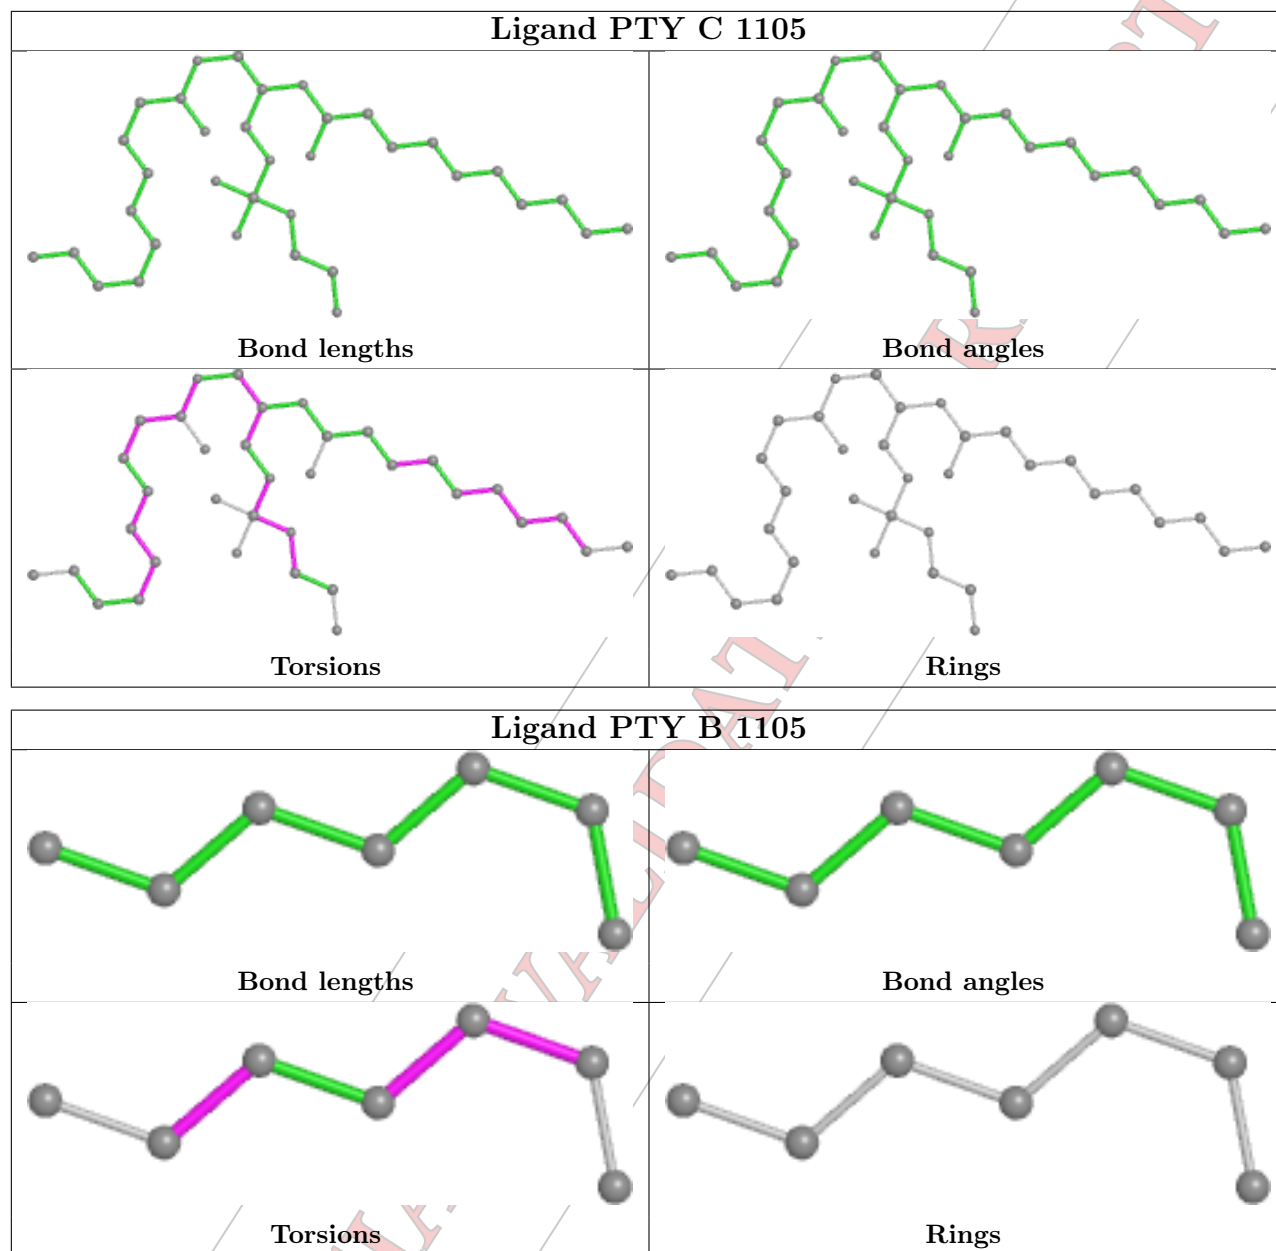 Ligand PTY C 1105
Bond lengths
Bond angles
Torsions
Rings
Ligand PTY B 1105
Bond lengths
Bond angles
Torsions
Rings